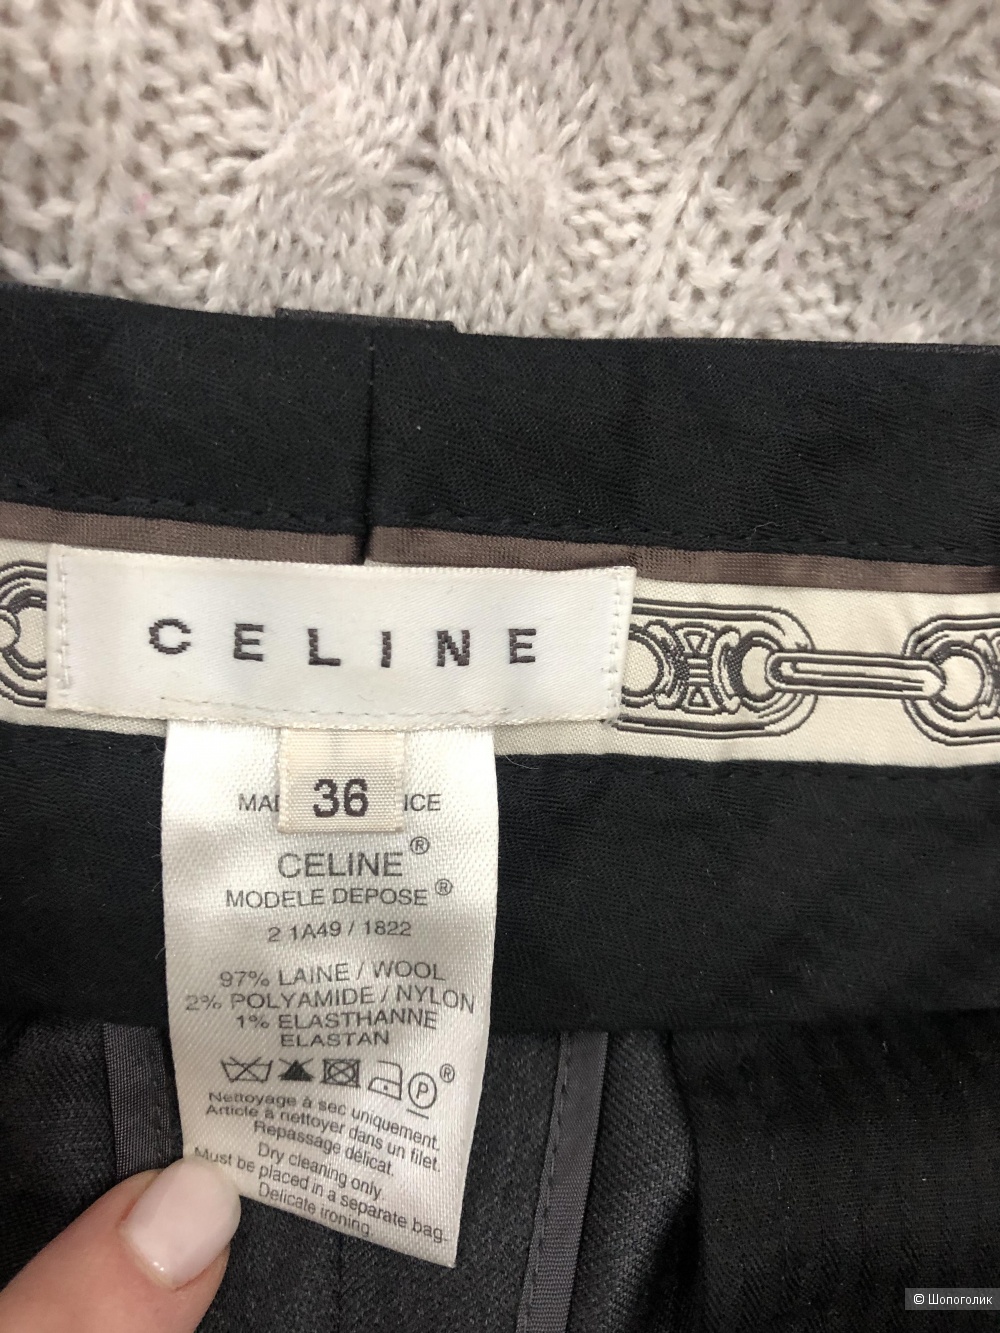 CELINE
36
CELINE®
MODELE DEPOSE®
2 1A49 / 1822
97% LAINE / WOOL
2% POLYAMIDE / NYLON
1% ELASTHANNE
ELASTAN
P®
Nettoyage à sec uniquement.
Article à nettoyer dans un filet.
Repassage délicat.
Dry cleaning only.
Must be placed in a separate bag.
Delicate ironing.
© Шопоголик